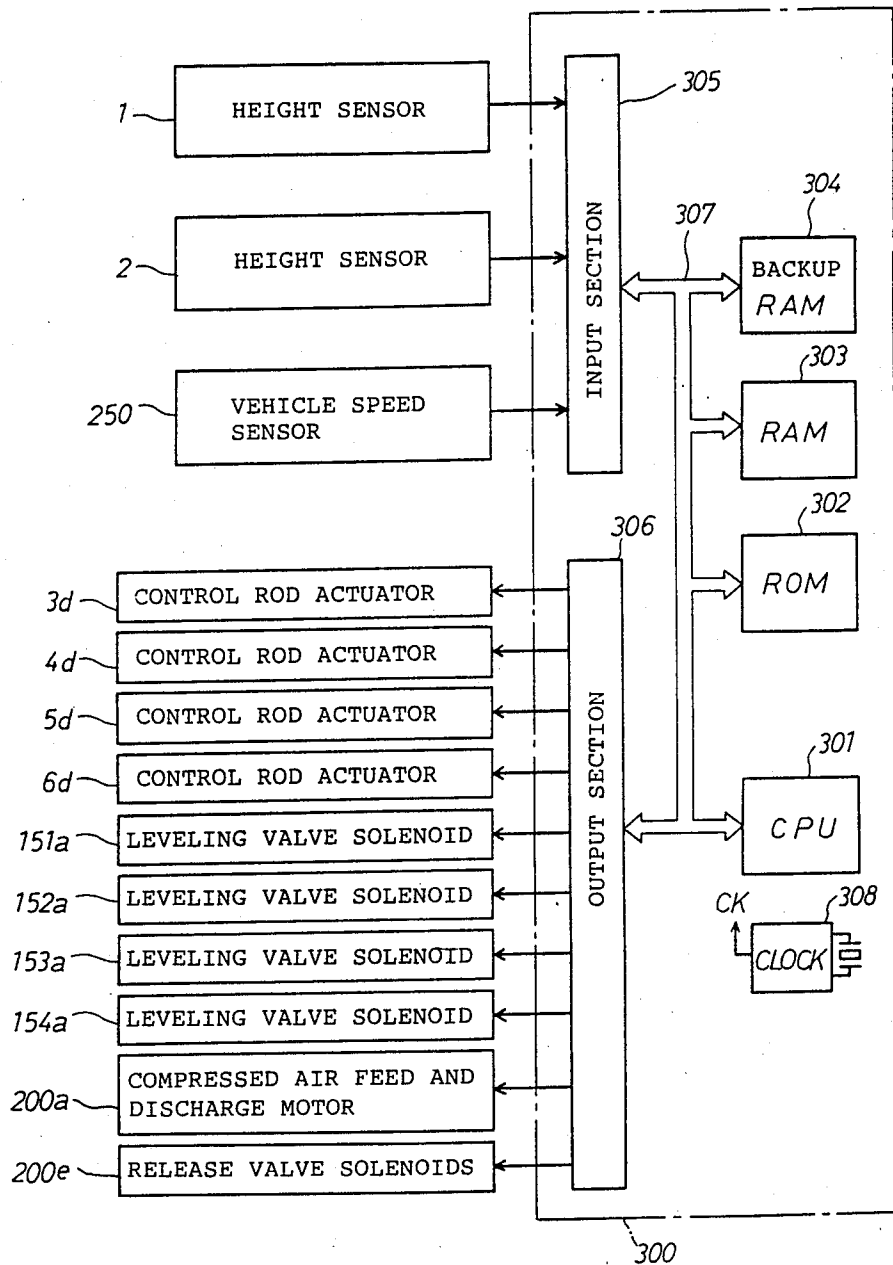 1
HEIGHT SENSOR
305
2
HEIGHT SENSOR
INPUT SECTION
307
304
BACKUP
RAM
303
RAM
250
VEHICLE SPEED
SENSOR
302
ROM
306
OUTPUT SECTION
3d
CONTROL ROD ACTUATOR
4d
CONTROL ROD ACTUATOR
5d
CONTROL ROD ACTUATOR
6d
CONTROL ROD ACTUATOR
301
CPU
151a
LEVELING VALVE SOLENOID
152a
LEVELING VALVE SOLENOID
CK
308
CLOCK
153a
LEVELING VALVE SOLENOID
154a
LEVELING VALVE SOLENOID
200a
COMPRESSED AIR FEED AND
DISCHARGE MOTOR
200e
RELEASE VALVE SOLENOIDS
300